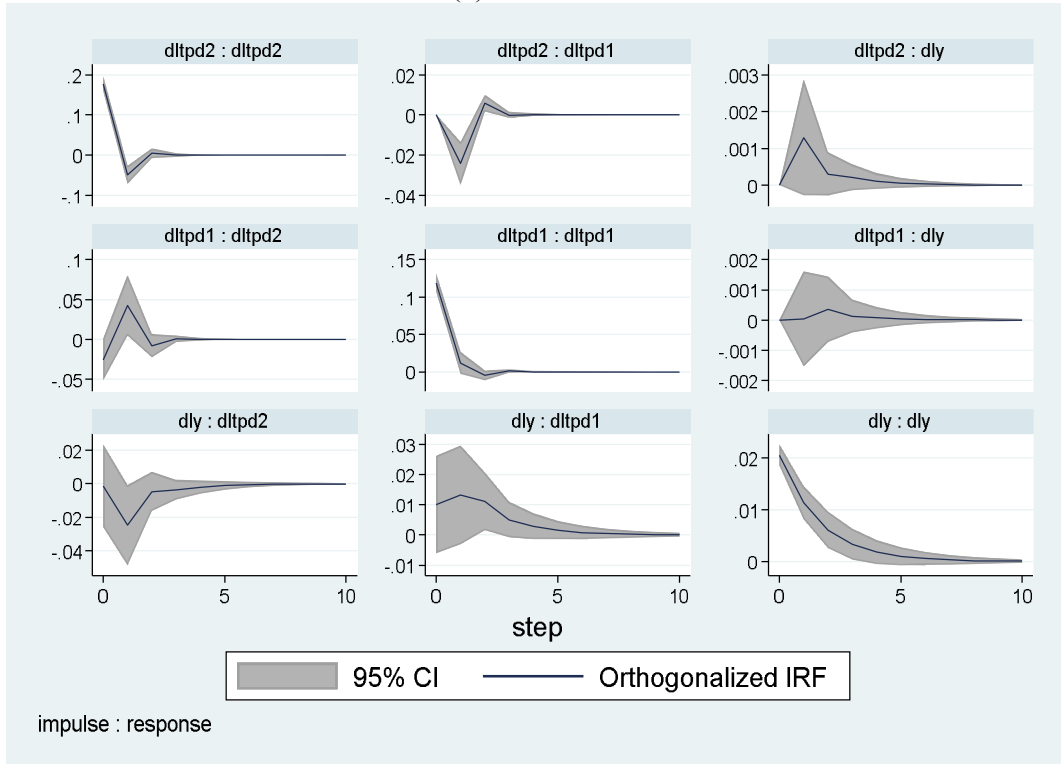 dltpd2 : dltpd2
dltpd2 : dltpd1
dltpd2 : dly
.2
.1
0
-.1
.02
0
-.02
-.04
.003
.002
.001
0
dltpd1 : dltpd2
dltpd1 : dltpd1
dltpd1 : dly
.1
.05
0
-.05
.15
.1
.05
0
.002
.001
0
-.001
-.002
dly : dltpd2
dly : dltpd1
dly : dly
.02
0
-.02
-.04
.03
.02
.01
0
-.01
.02
.01
0
0 5 10
0 5 10
0 5 10
step
95% CI
Orthogonalized IRF
impulse : response